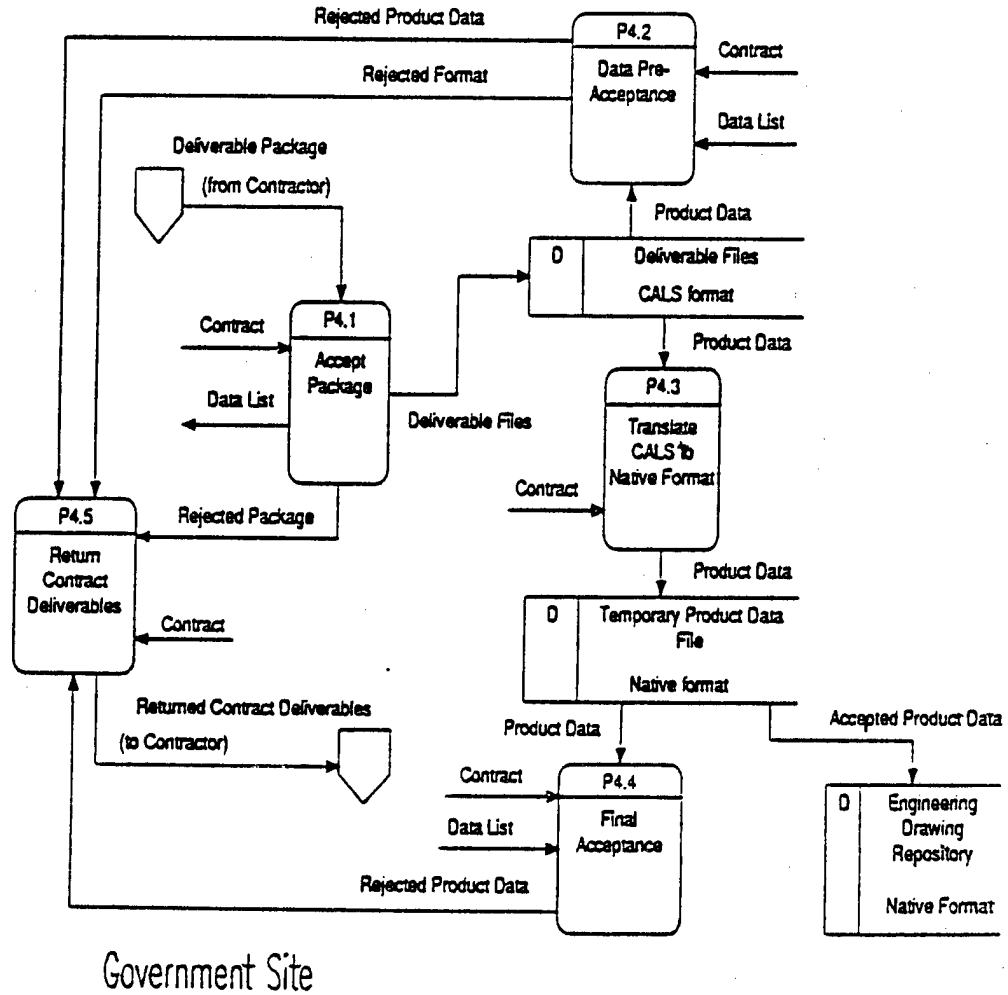 Rejected Product Data
P4.2
Data Pre-
Acceptance
Contract
Rejected Format
Data List
Deliverable Package
(from Contractor)
Product Data
D
Deliverable Files
CALS format
P4.1
Accept
Package
Contract
Data List
Deliverable Files
Product Data
P4.3
Translate
CALS to
Native Format
Contract
P4.5
Return
Contract
Deliverables
Rejected Package
Contract
Product Data
D
Temporary Product Data
File
Native format
Returned Contract Deliverables
(to Contractor)
Product Data
Accepted Product Data
P4.4
Final
Acceptance
Contract
Data List
D
Engineering
Drawing
Repository
Native Format
Rejected Product Data
Government Site